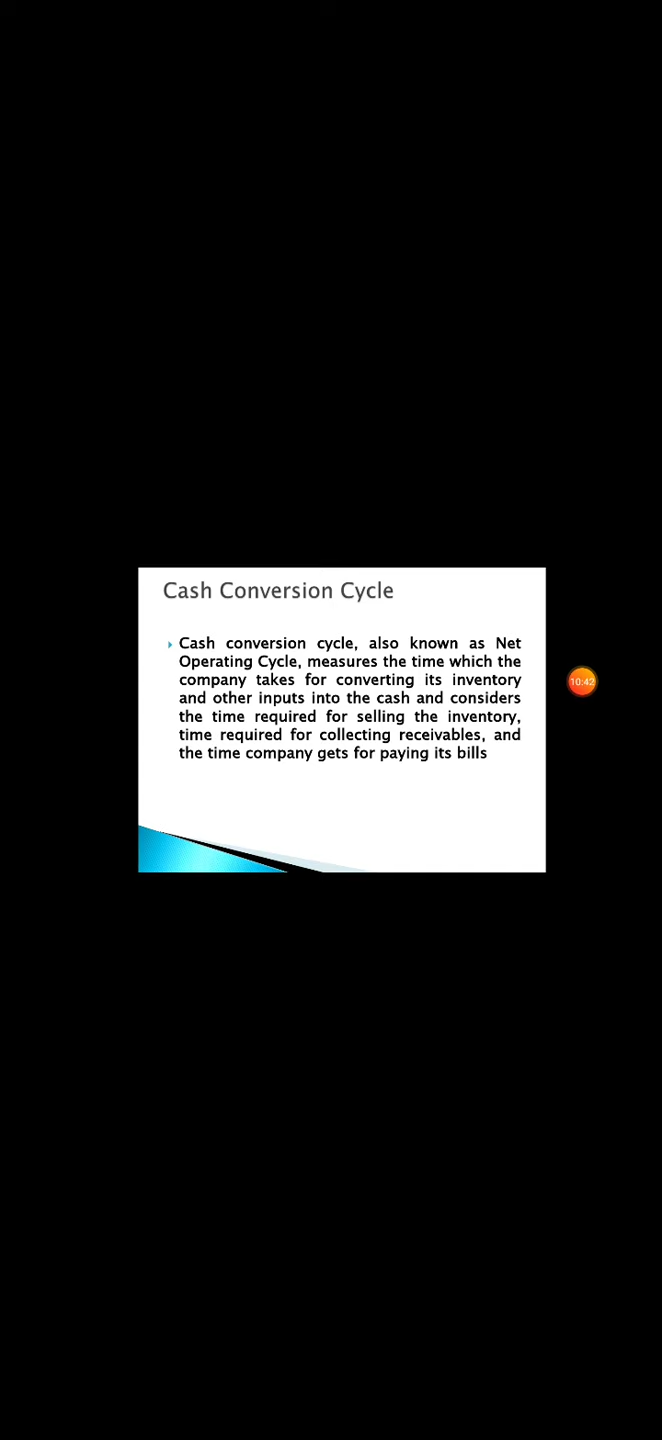 Cash Conversion Cycle
Cash conversion cycle, also known as Net
Operating Cycle, measures the time which the
company takes for converting its inventory
and other inputs into the cash and considers
the time required for selling the inventory,
time required for collecting receivables, and
the time company gets for paying its bills
10:42